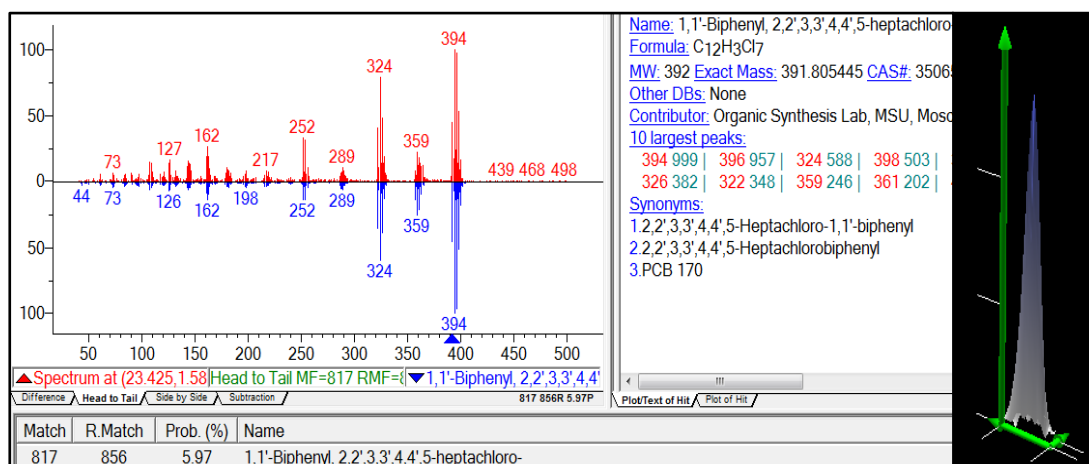 100
50
0
50
100
394
324
359
289
252
217
162
127
73
439 468 498
44
73
126
162
198
252
289
324
359
394
50 100 150 200 250 300 350 400 450 500
Spectrum at (23.425,1.58
Head to Tail MF=817 RMF=
1,1'-Biphenyl, 2,2',3,3',4,4'
Difference Head to Tail Side by Side Subtraction 817 856R 5.97P
Name: 1,1'-Biphenyl, 2,2',3,3',4,4',5-heptachloro-
Formula: C12H3Cl7
MW: 392 Exact Mass: 391.805445 CAS#: 35065
Other DBs: None
Contributor: Organic Synthesis Lab, MSU, Mosc
10 largest peaks:
394 999 | 396 957 | 324 588 | 398 503 |
326 382 | 322 348 | 359 246 | 361 202 |
Synonyms:
1.2,2',3,3',4,4',5-Heptachloro-1,1'-biphenyl
2.2,2',3,3',4,4',5-Heptachlorobiphenyl
3.PCB 170
Plot/Text of Hit Plot of Hit
Match R.Match Prob. (%) Name
817 856 5.97 1,1'-Biphenyl, 2,2',3,3',4,4',5-heptachloro-